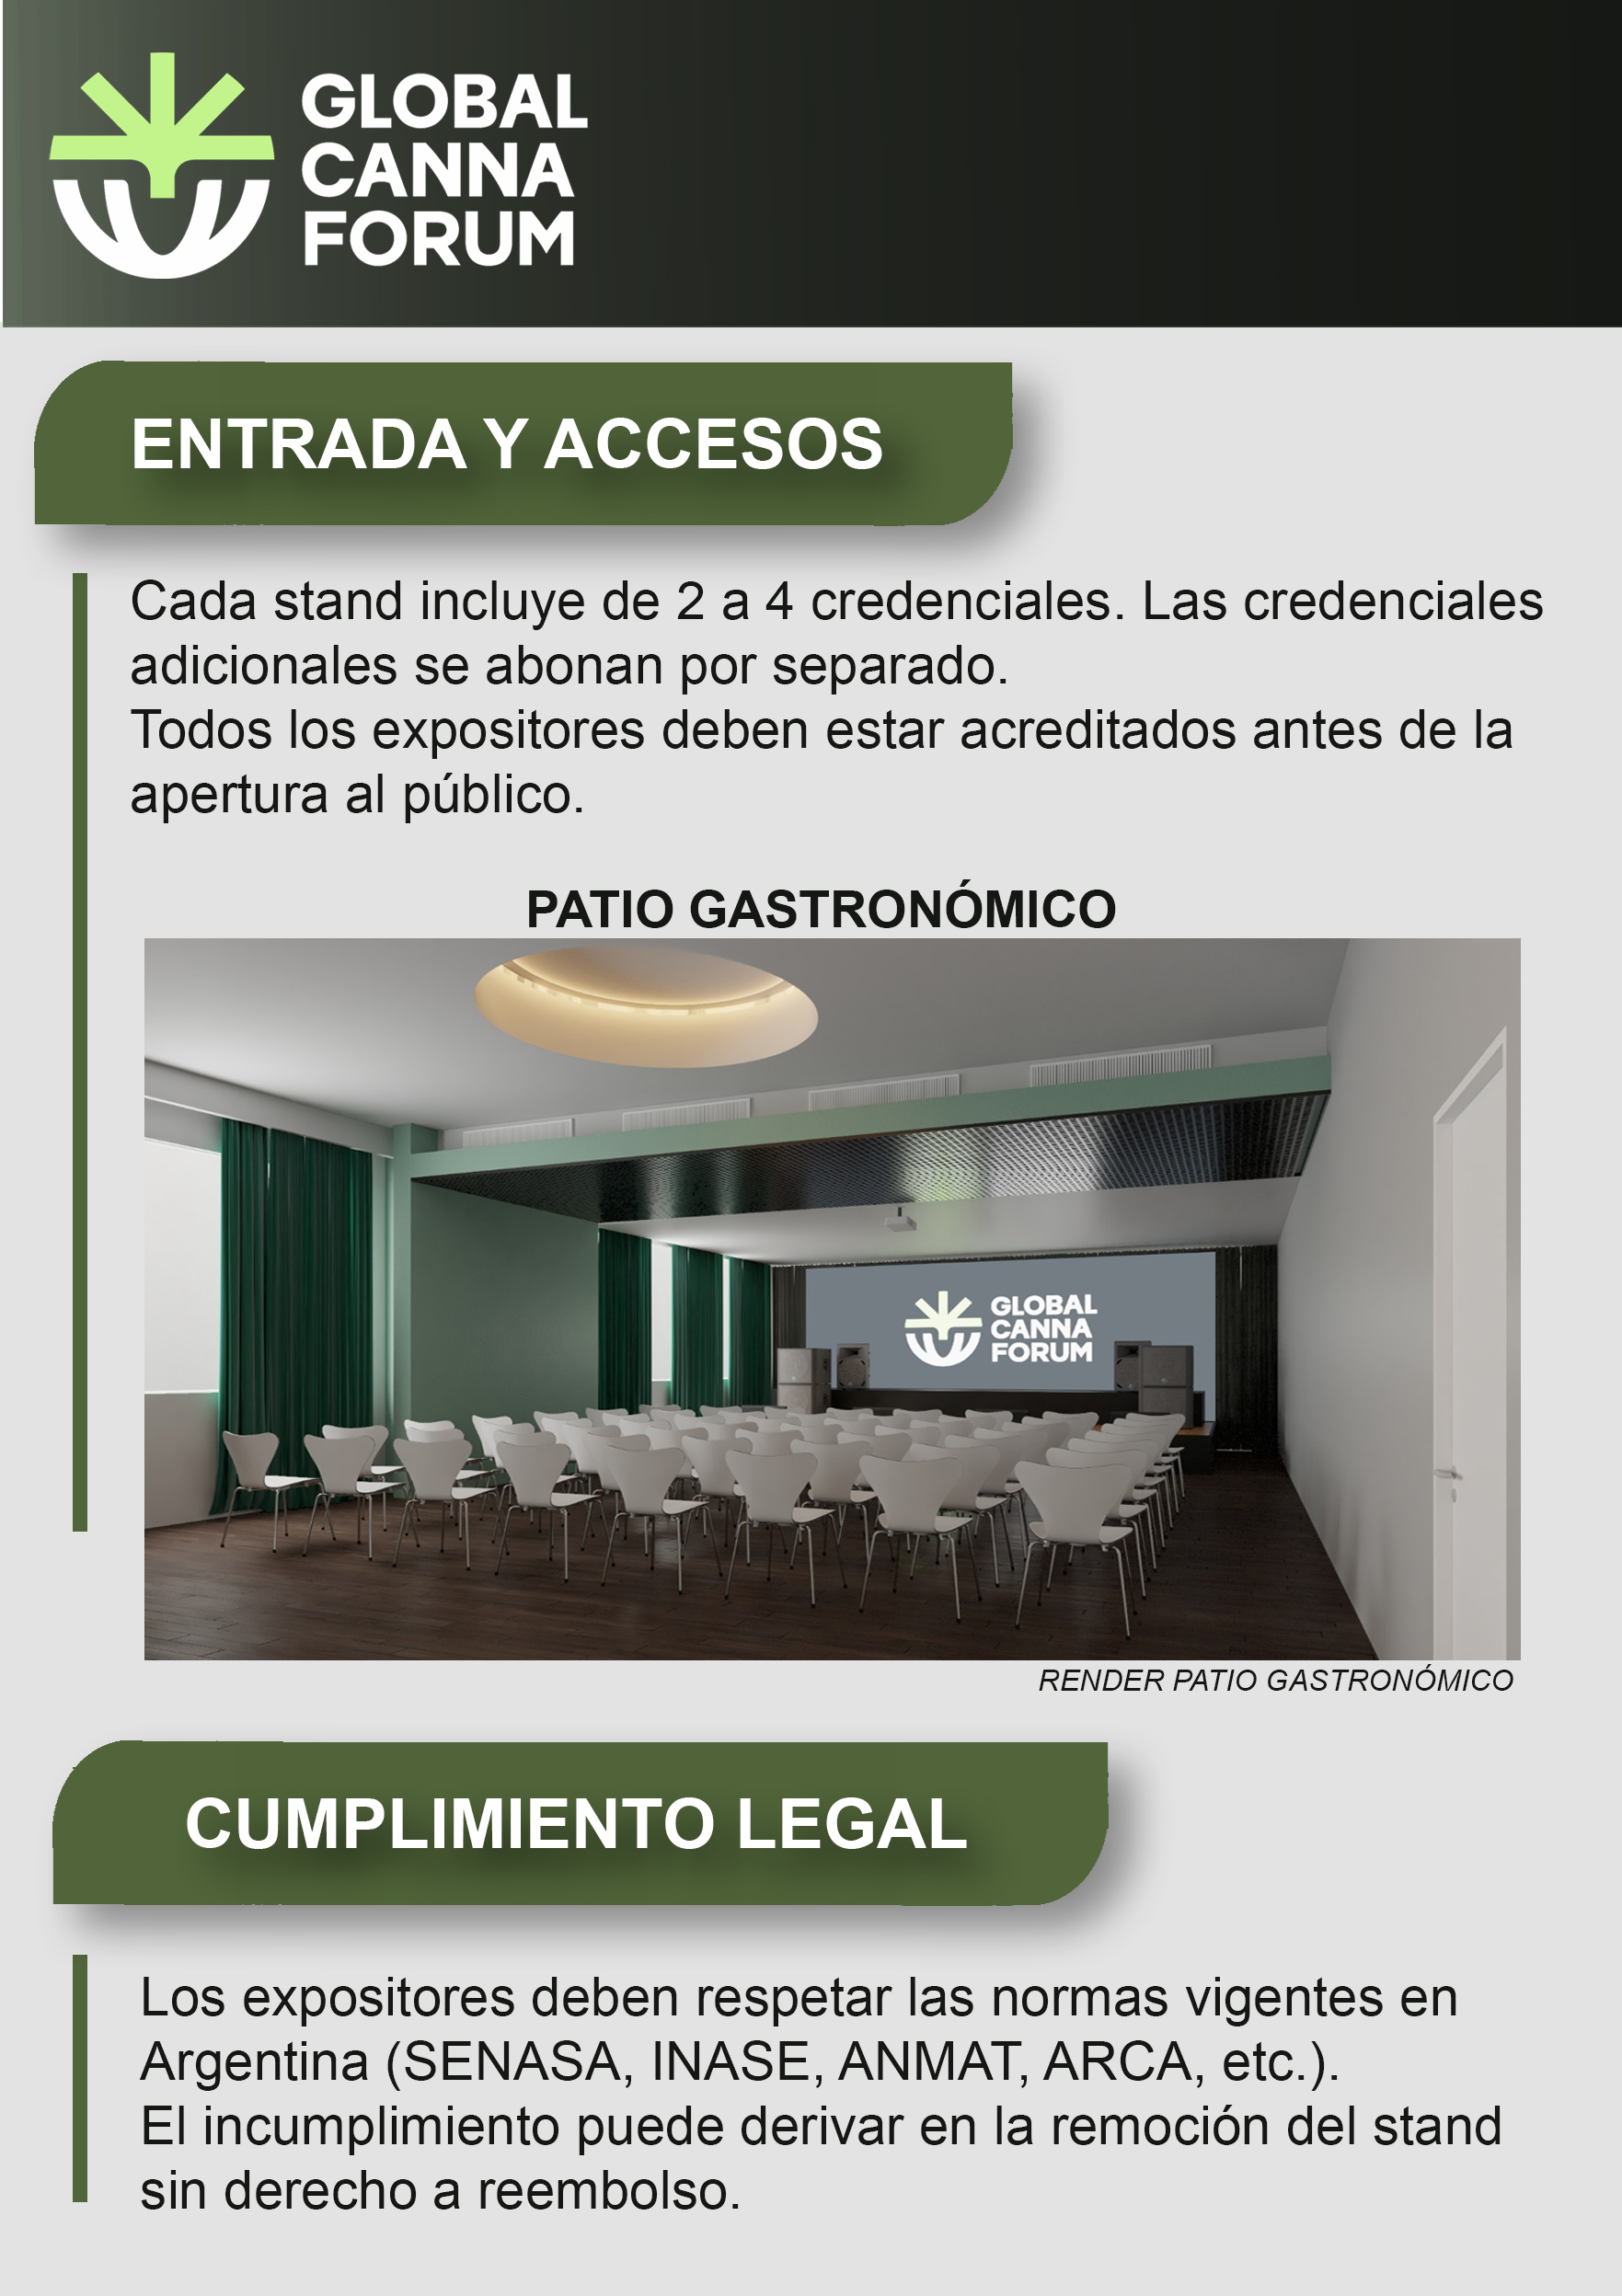 GLOBAL
CANNA
FORUM
ENTRADA Y ACCESOS
Cada stand incluye de 2 a 4 credenciales. Las credenciales
adicionales se abonan por separado.
Todos los expositores deben estar acreditados antes de la
apertura al público.
PATIO GASTRONÓMICO
GLOBAL
CANNA
FORUM
RENDER PATIO GASTRONÓMICO
CUMPLIMIENTO LEGAL
Los expositores deben respetar las normas vigentes en
Argentina (SENASA, INASE, ANMAT, ARCA, etc.).
El incumplimiento puede derivar en la remoción del stand
sin derecho a reembolso.